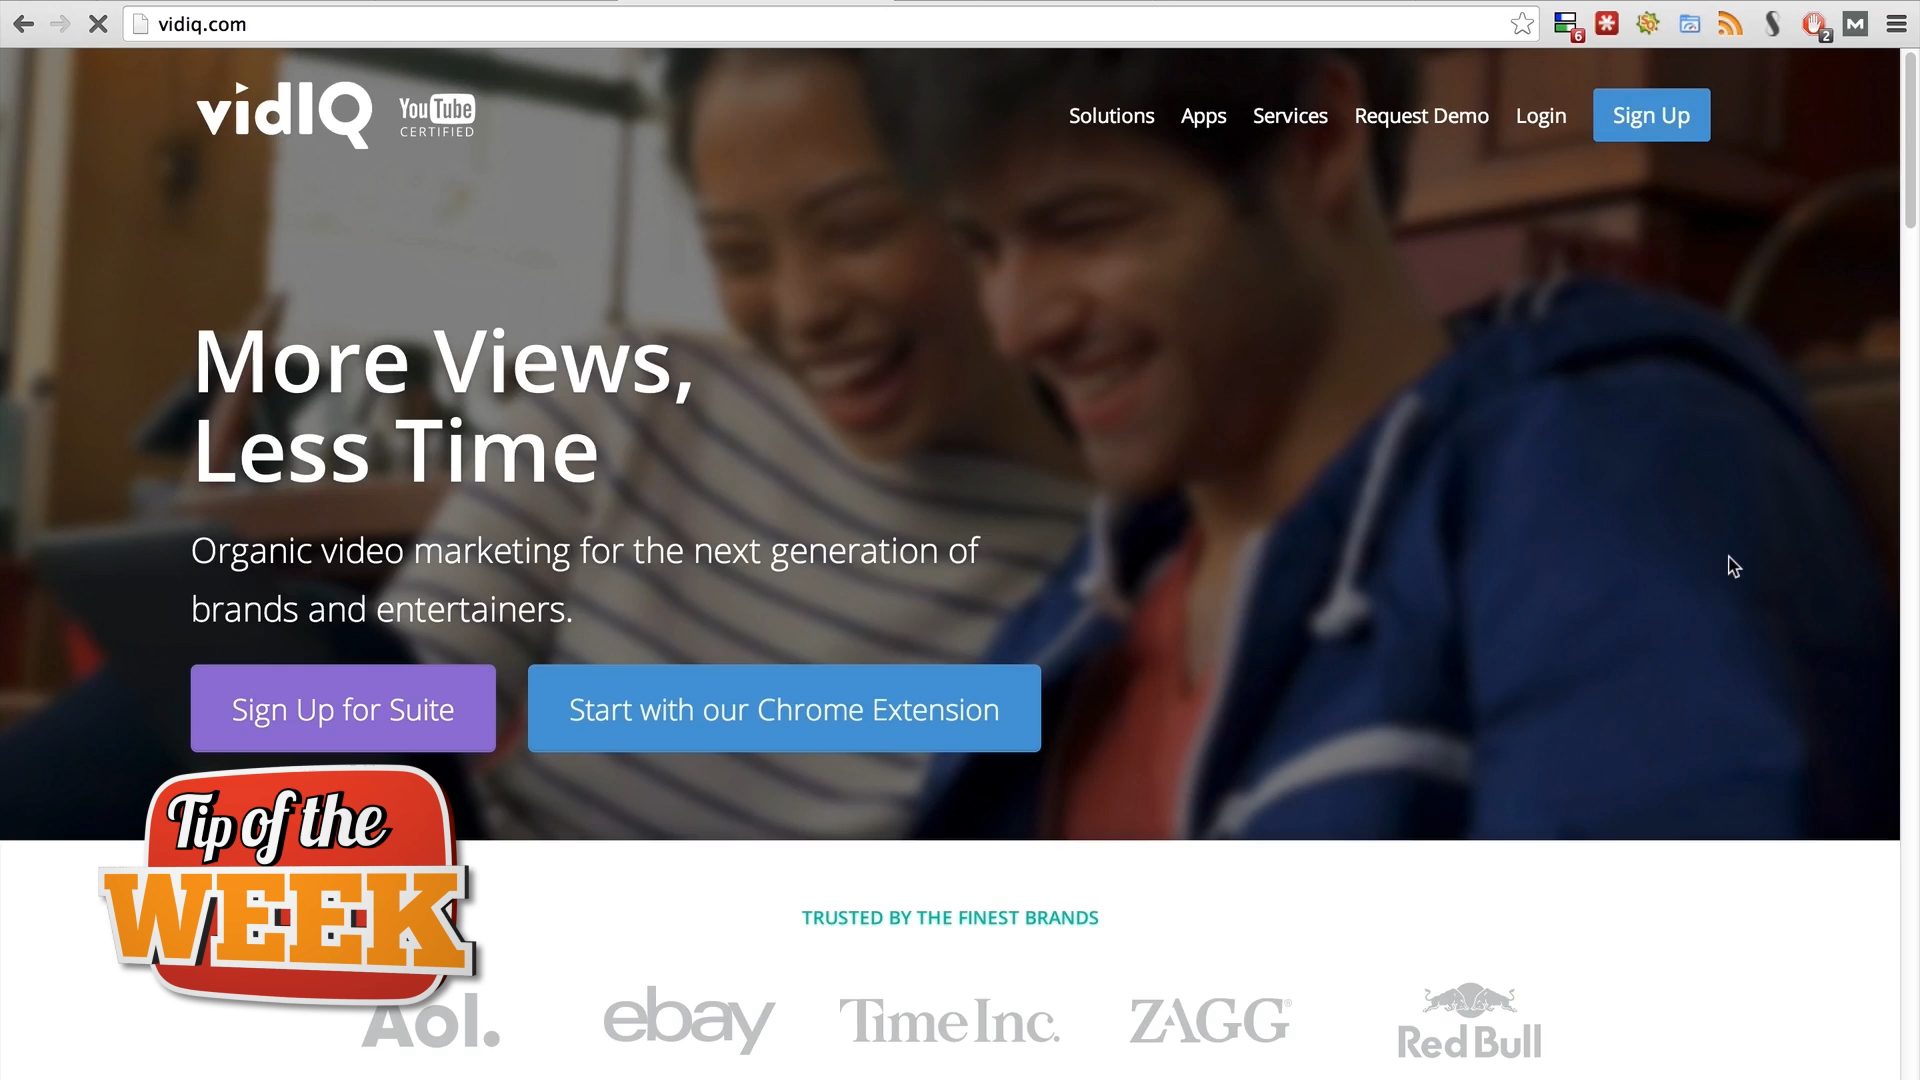 vidiq.com
6
2
vidIQ
YouTube
CERTIFIED
Solutions Apps Services Request Demo Login Sign Up
More Views,
Less Time
Organic video marketing for the next generation of
brands and entertainers.
Sign Up for Suite
Start with our Chrome Extension
Tip of the
WEEK
TRUSTED BY THE FINEST BRANDS
Aol.
ebay
Time Inc.
ZAGG®
Red Bull